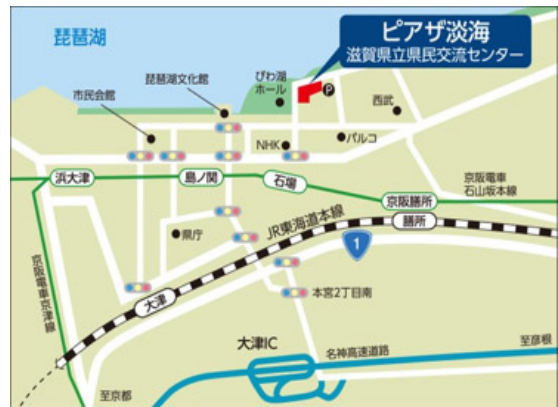 琵琶湖
ピアザ淡海
滋賀県立県民交流センター
琵琶湖文化館
びわ湖
ホール
P
西武
市民会館
NHK
パルコ
浜大津
島ノ関
石場
京阪膳所
京阪電車
石山坂本線
県庁
JR東海道本線
膳所
1
京阪電車京津線
大津
本宮2丁目南
大津IC
名神高速道路
至彦根
至京都